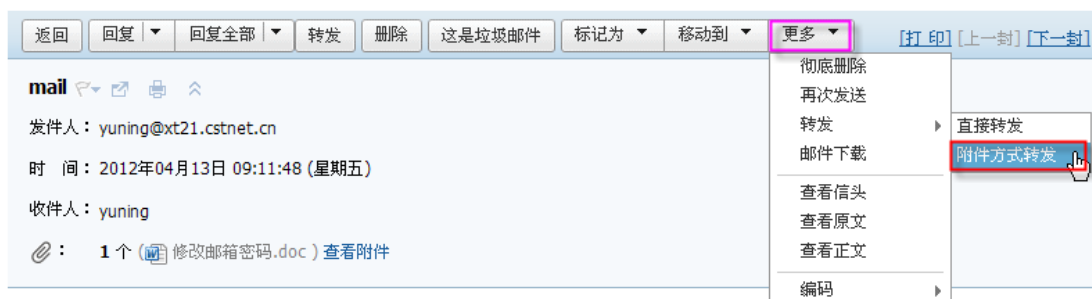 返回 回复 回复全部 转发 删除 这是垃圾邮件 标记为 移动到 更多 [打 印] [上一封] [下一封]
彻底删除
mail
再次发送
转发 直接转发
发件人：yuning@xt21.cstnet.cn
邮件下载 附件方式转发
时 间：2012年04月13日 09:11:48 (星期五)
查看信头
收件人：yuning
查看原文
： 1 个 (修改邮箱密码.doc ) 查看附件
查看正文
编码